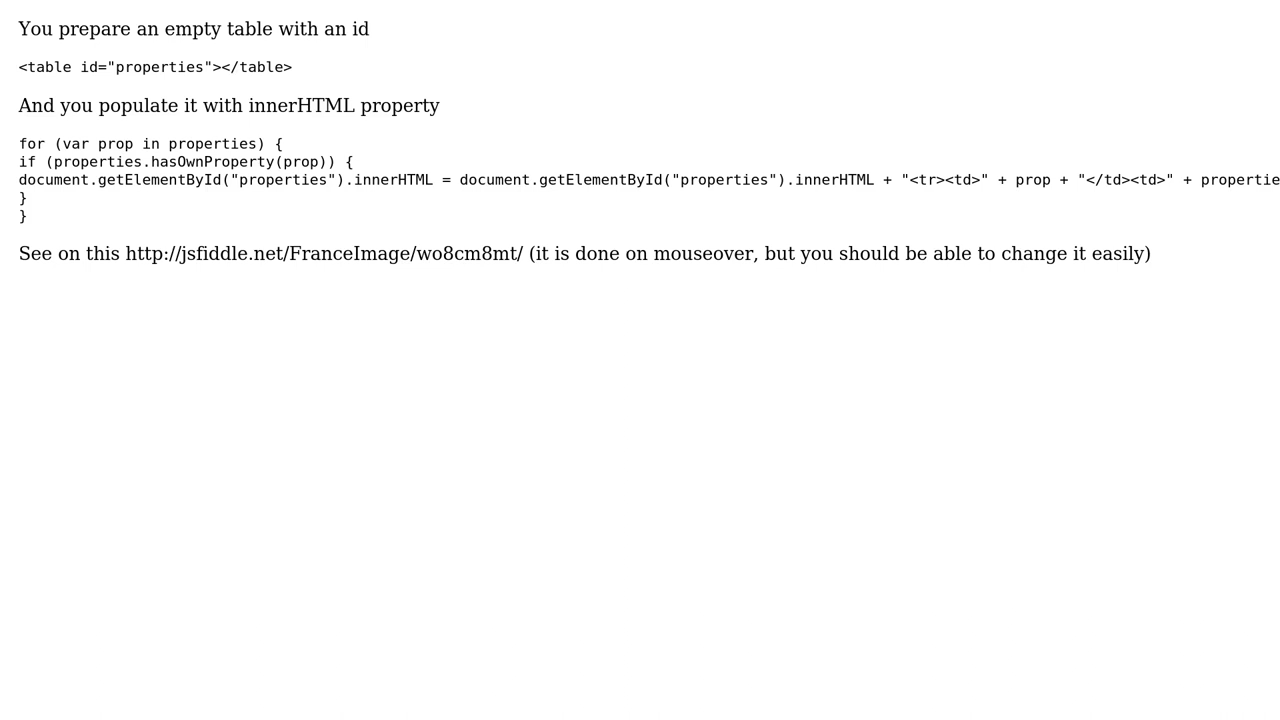 You prepare an empty table with an id
<table id="properties"></table>
And you populate it with innerHTML property
for (var prop in properties) {
if (properties.hasOwnProperty(prop)) {
document.getElementById("properties").innerHTML = document.getElementById("properties").innerHTML + "<tr><td>" + prop + "</td><td>" + propertie
}
}
See on this http://jsfiddle.net/FranceImage/wo8cm8mt/ (it is done on mouseover, but you should be able to change it easily)